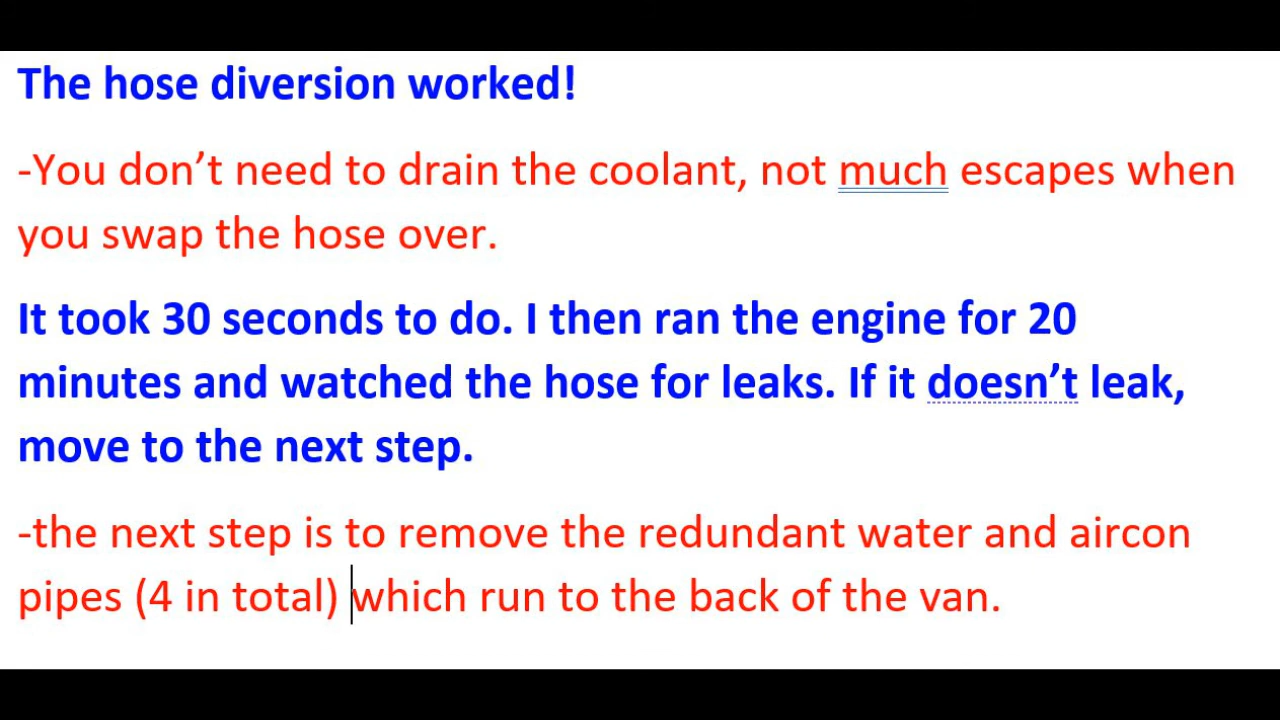 The hose diversion worked!
-You don’t need to drain the coolant, not much escapes when
you swap the hose over.
It took 30 seconds to do. I then ran the engine for 20
minutes and watched the hose for leaks. If it doesn’t leak,
move to the next step.
-the next step is to remove the redundant water and aircon
pipes (4 in total) which run to the back of the van.